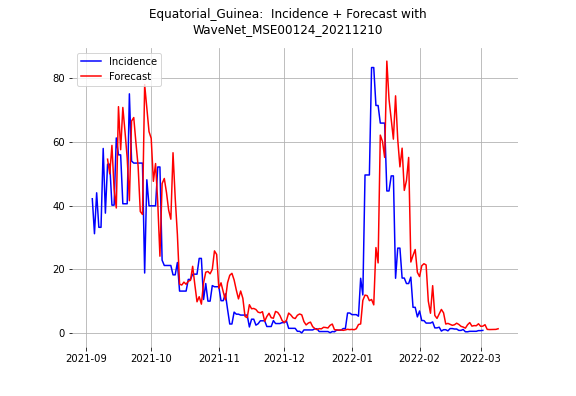 Equatorial_Guinea:  Incidence + Forecast with
WaveNet_MSE00124_20211210
Incidence
Forecast
80
60
40
20
0
2021-09 2021-10 2021-11 2021-12 2022-01 2022-02 2022-03